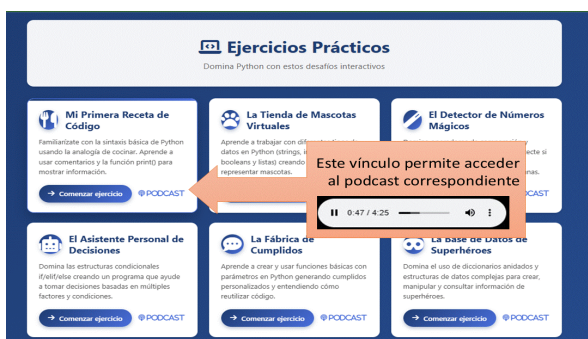 Ejercicios Prácticos
Domina Python con estos desafíos interactivos
Mi Primera Receta de
Código
Familiarízate con la sintaxis básica de Python
usando la analogía de cocinar. Aprende a
usar comentarios y la función print() para
mostrar información.
→ Comenzar ejercicio
PODCAST
La Tienda de Mascotas
Virtuales
Aprende a trabajar con
datos en Python (strings,
booleans y listas) creando
representar mascotas.
El Detector de Números
Mágicos
Este vínculo permite acceder
al podcast correspondiente
0:47 / 4:25
PODCAST
El Asistente Personal de
Decisiones
Domina las estructuras condicionales
if/elif/else creando un programa que ayude
a tomar decisiones basadas en múltiples
factores y condiciones.
→ Comenzar ejercicio
PODCAST
La Fábrica de
Cumplidos
Aprende a crear y usar funciones básicas con
parámetros en Python generando cumplidos
personalizados y entendiendo cómo
reutilizar código.
→ Comenzar ejercicio
PODCAST
La Base de Datos de
Superhéroes
Domina el uso de diccionarios anidados y
estructuras de datos complejas para crear,
manipular y consultar información de
superhéroes.
→ Comenzar ejercicio
PODCAST